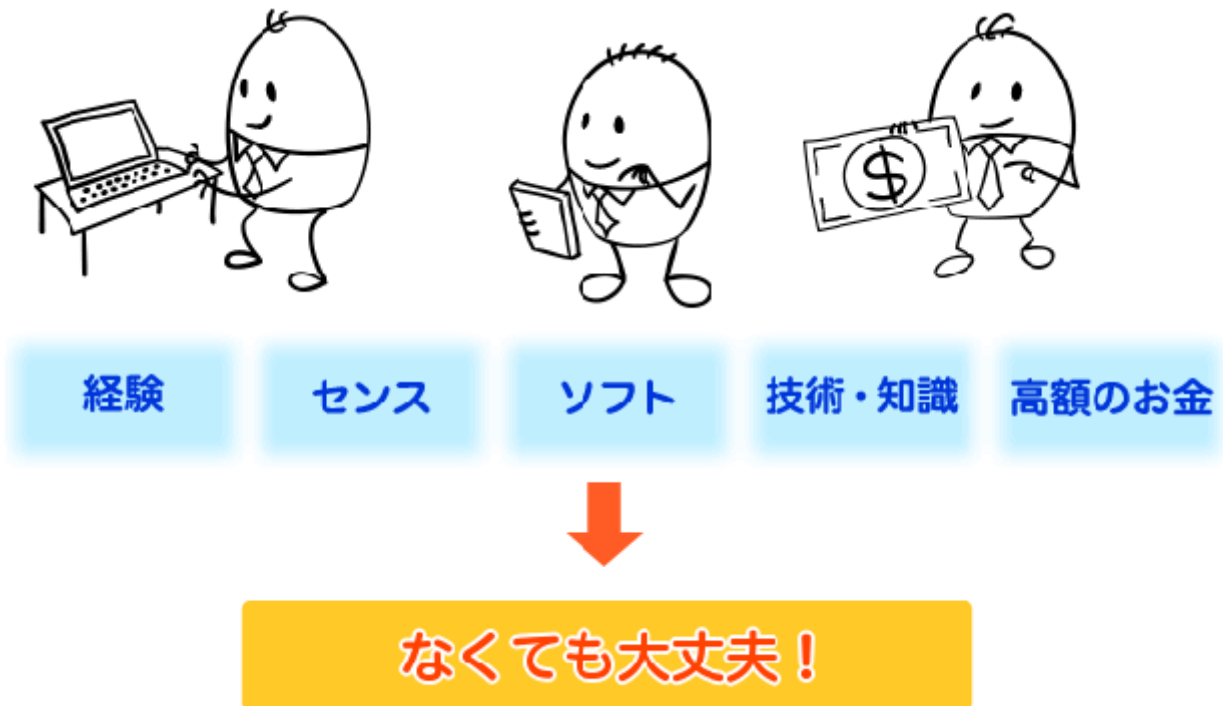 $
経験
センス
ソフト
技術・知識
高額のお金
なくても大丈夫！